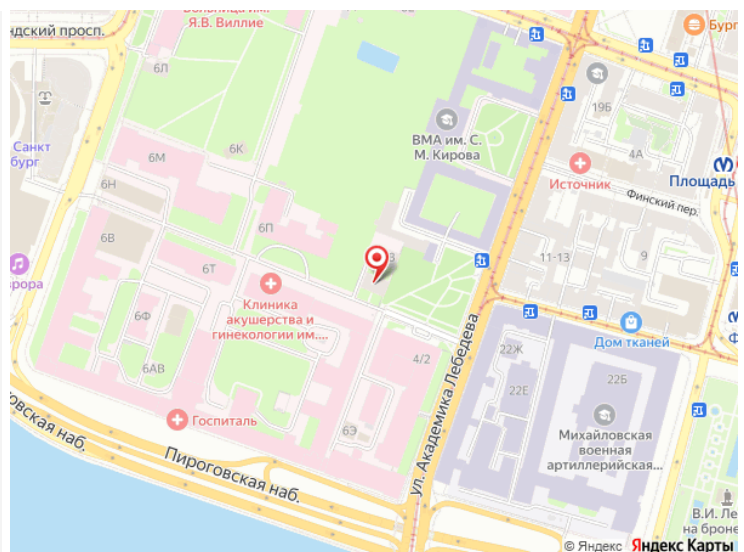 Больница им.
Я.В. Виллие
ндский просп.
6Л
Бург
19Б
ВМА им. С.
М. Кирова
4А
Источник
Площадь
Финский пер.
Санкт
бург
6М
6К
6Н
6П
6В
6Т
3
11-13
9
врора
Клиника
акушерства и
гинекологии им....
6Ф
6АВ
4/2
6Э
Дом тканей
Ф
22Ж
22Е
22Б
Госпиталь
Михайловская
военная
артиллерийская...
ул. Академика Лебедева
Пироговская наб.
говская наб.
В.И. Ле
на броне
© Яндекс Яндекс Карты